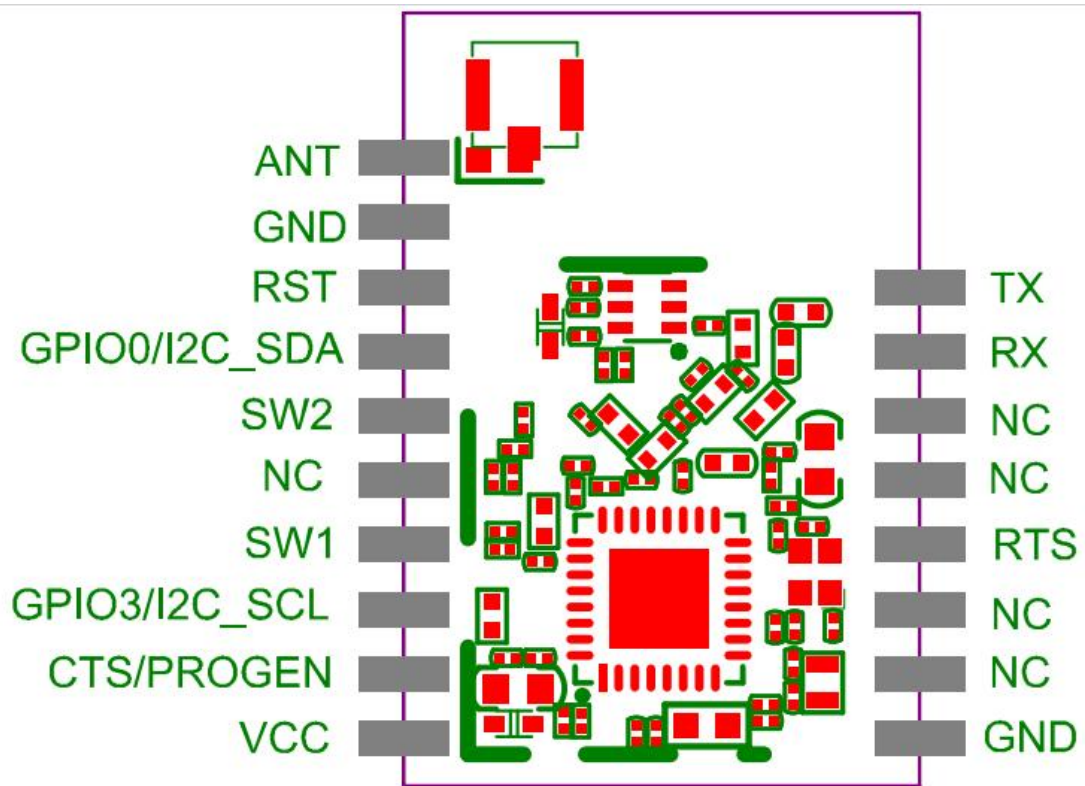 ANT
GND
RST
GPIO0/I2C_SDA
SW2
NC
SW1
GPIO3/I2C_SCL
CTS/PROGEN
VCC
TX
RX
NC
NC
RTS
NC
NC
GND